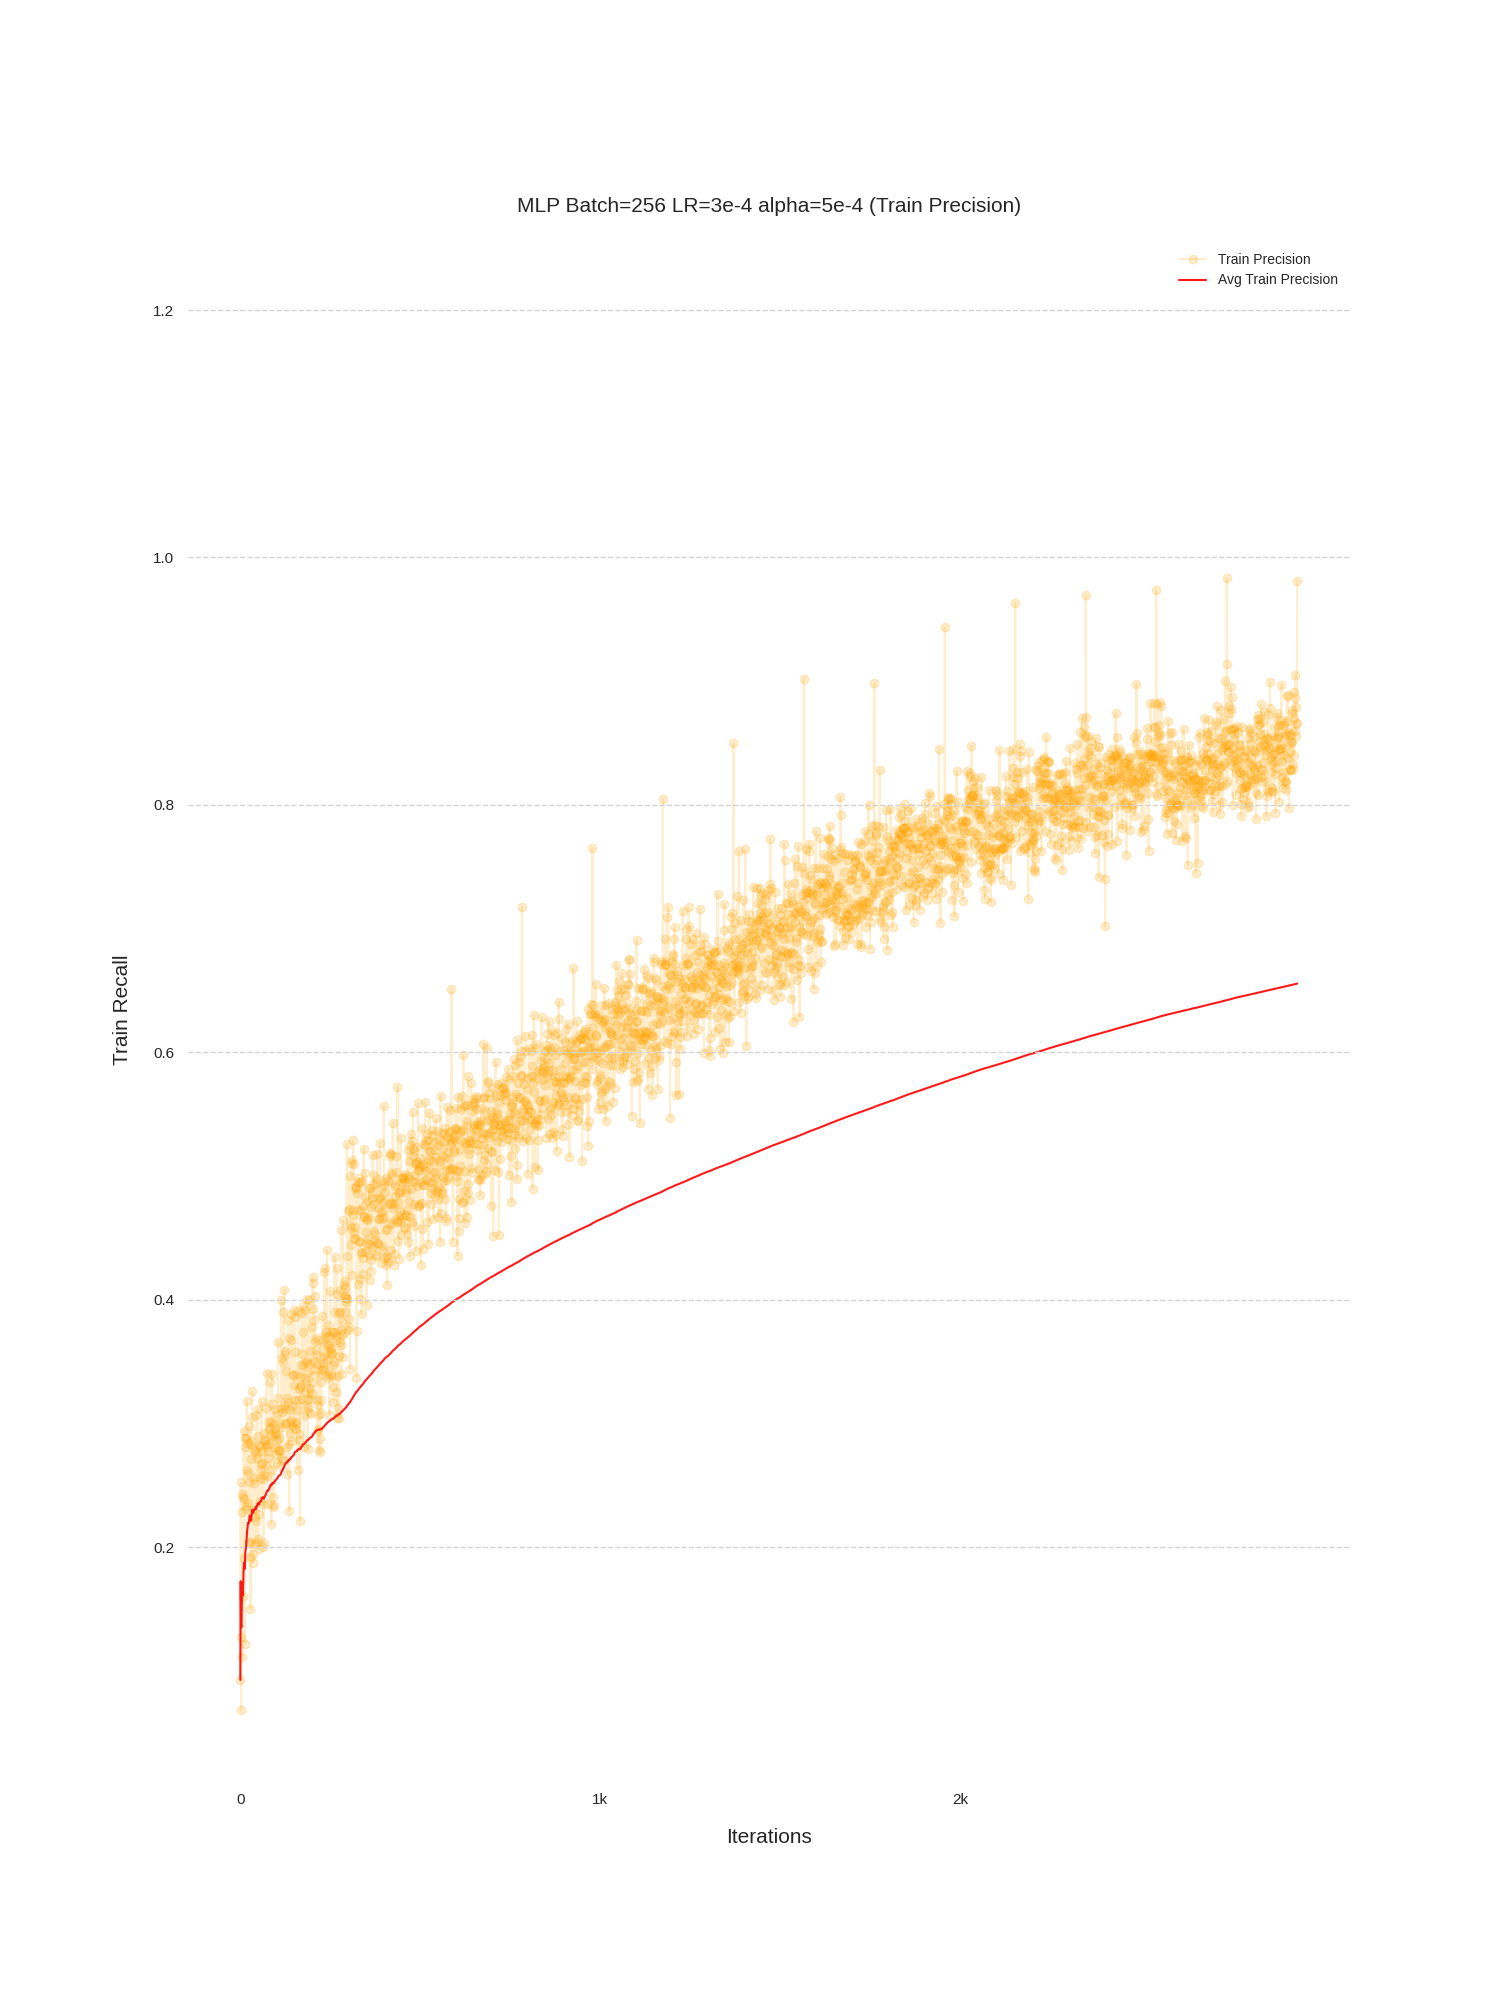 MLP Batch=256 LR=3e-4 alpha=5e-4 (Train Precision)
Train Precision
Avg Train Precision
1.2
1.0
0.8
0.6
0.4
0.2
Train Recall
0 1k 2k
Iterations